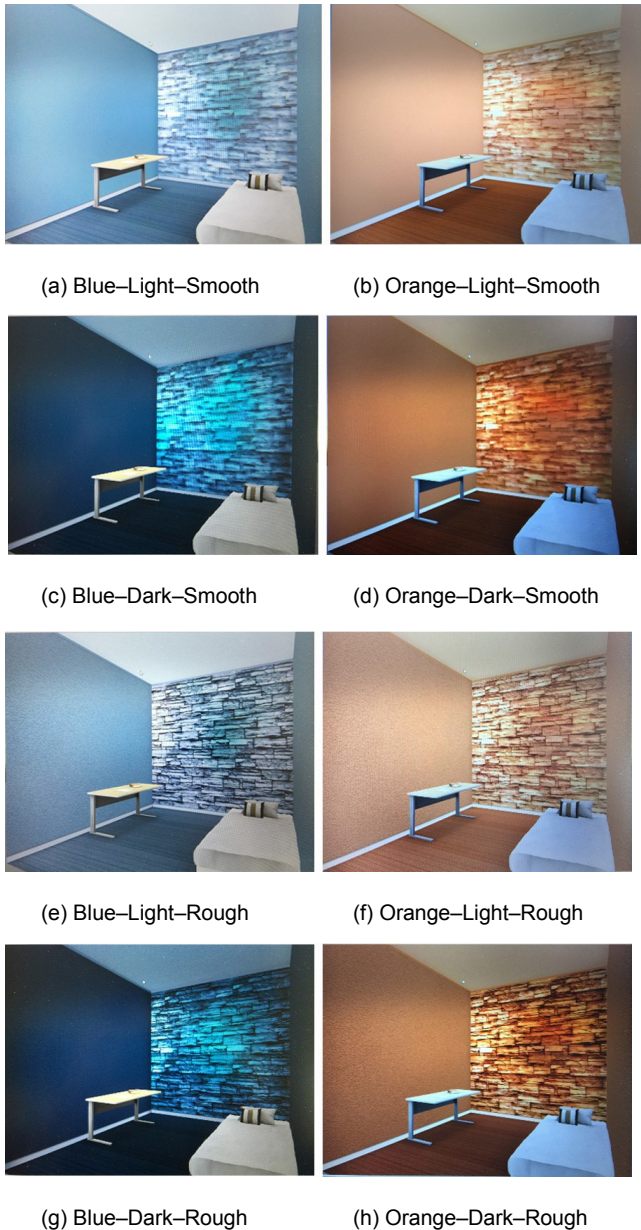 (a) Blue–Light–Smooth
(b) Orange–Light–Smooth
(c) Blue–Dark–Smooth
(d) Orange–Dark–Smooth
(e) Blue–Light–Rough
(f) Orange–Light–Rough
(g) Blue–Dark–Rough
(h) Orange–Dark–Rough